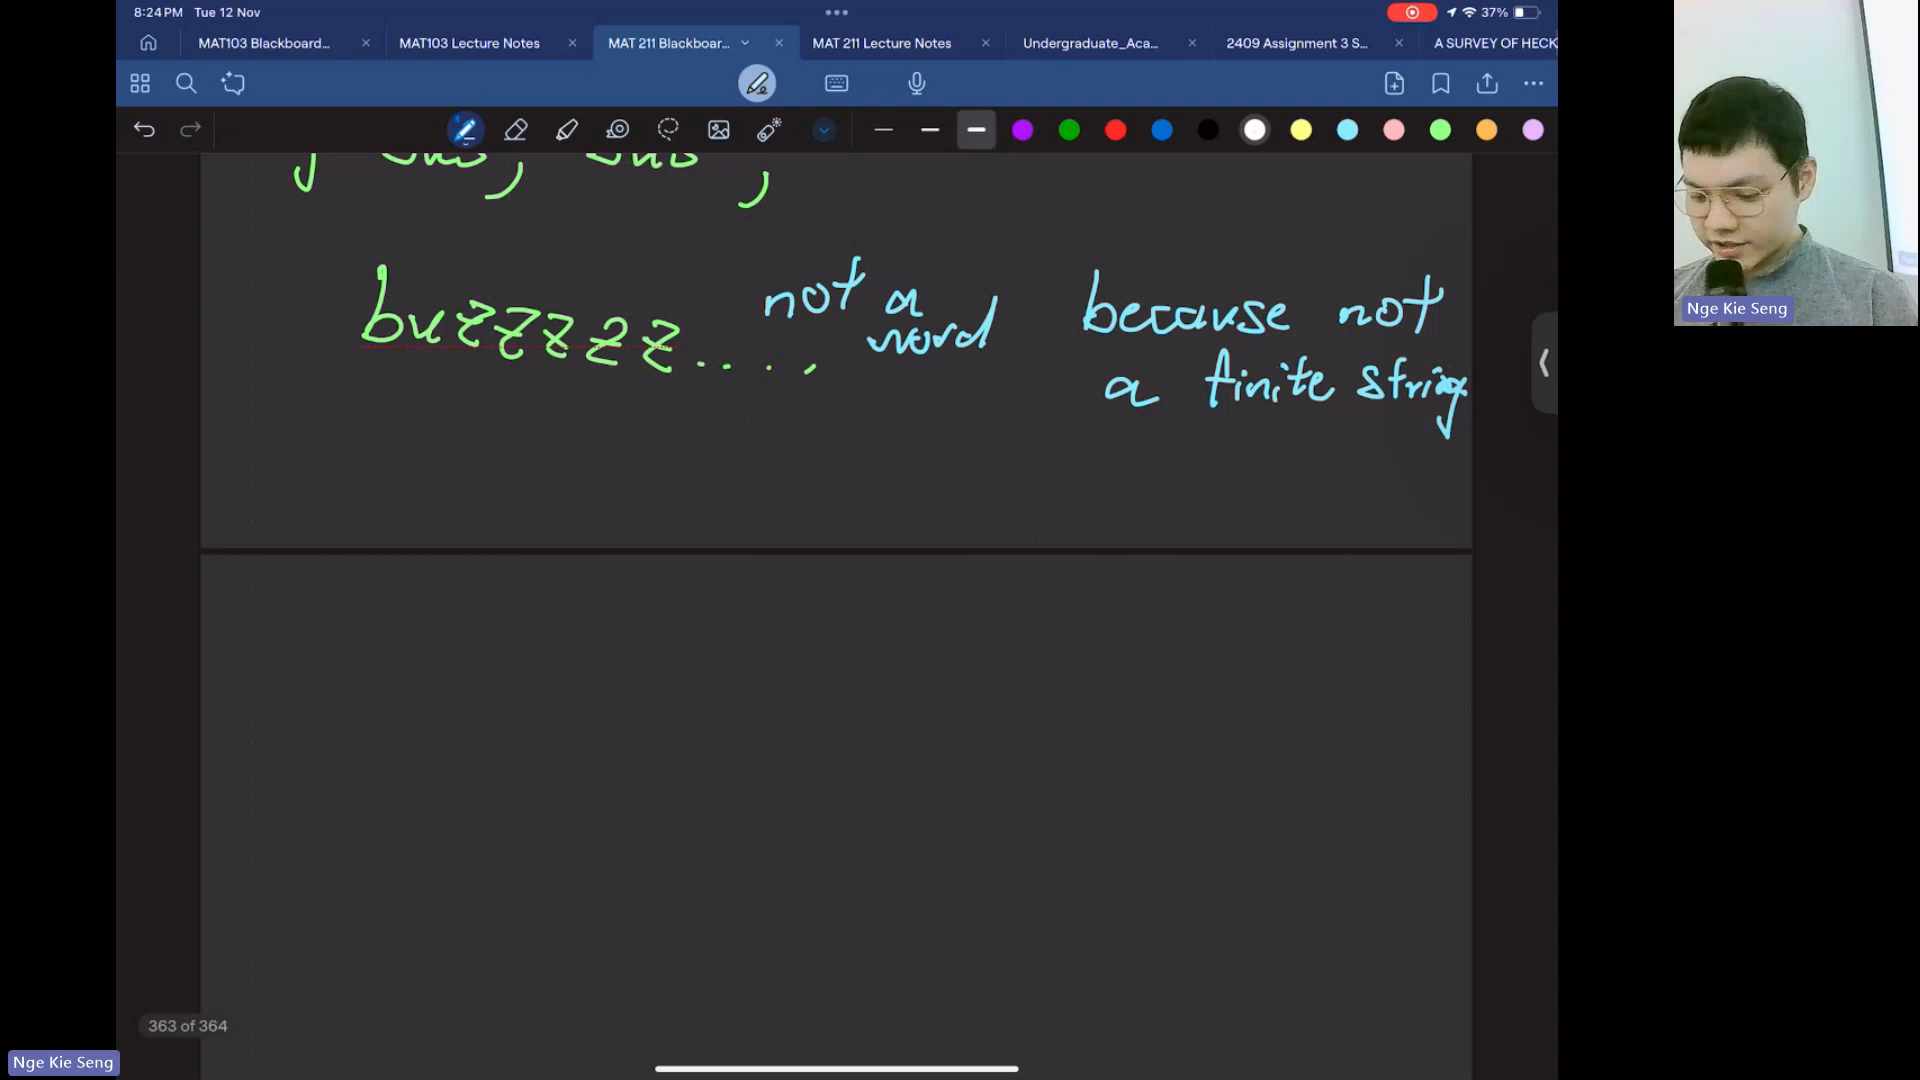 8:24 PM Tue 12 Nov
37%
MAT103 Blackboard...
MAT103 Lecture Notes
MAT 211 Blackboar...
MAT 211 Lecture Notes
Undergraduate_Aca...
2409 Assignment 3 S...
A SURVEY OF HECK
buzzzzz...., not a word because not
a finite string
363 of 364
Nge Kie Seng
Nge Kie Seng